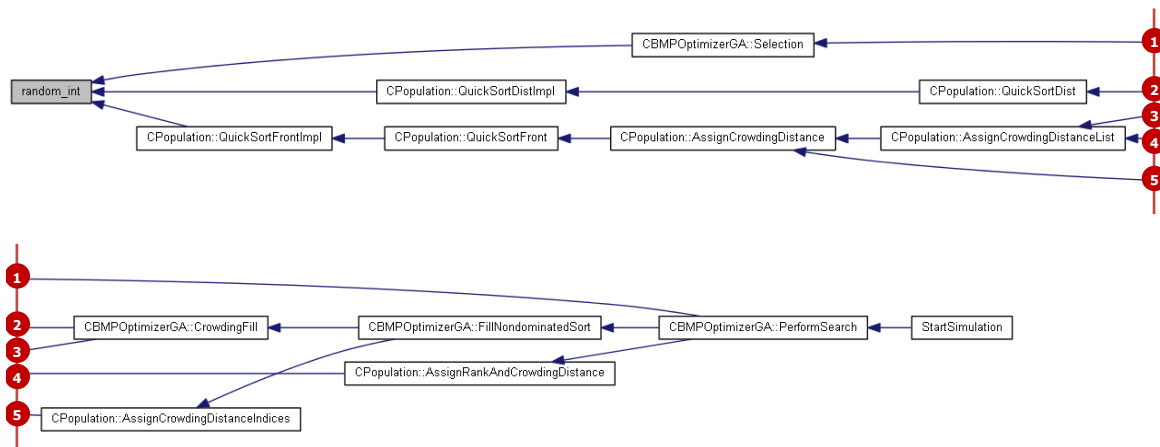 CBMPOptimizerGA::Selection
1
random_int
CPopulation::QuickSortDistImpl
CPopulation::QuickSortDist
2
3
CPopulation::QuickSortFrontImpl
CPopulation::QuickSortFront
CPopulation::AssignCrowdingDistance
CPopulation::AssignCrowdingDistanceList
4
5
1
2
CBMPOptimizerGA::CrowdingFill
CBMPOptimizerGA::FillNondominatedSort
CBMPOptimizerGA::PerformSearch
StartSimulation
3
4
CPopulation::AssignRankAndCrowdingDistance
5
CPopulation::AssignCrowdingDistanceIndices